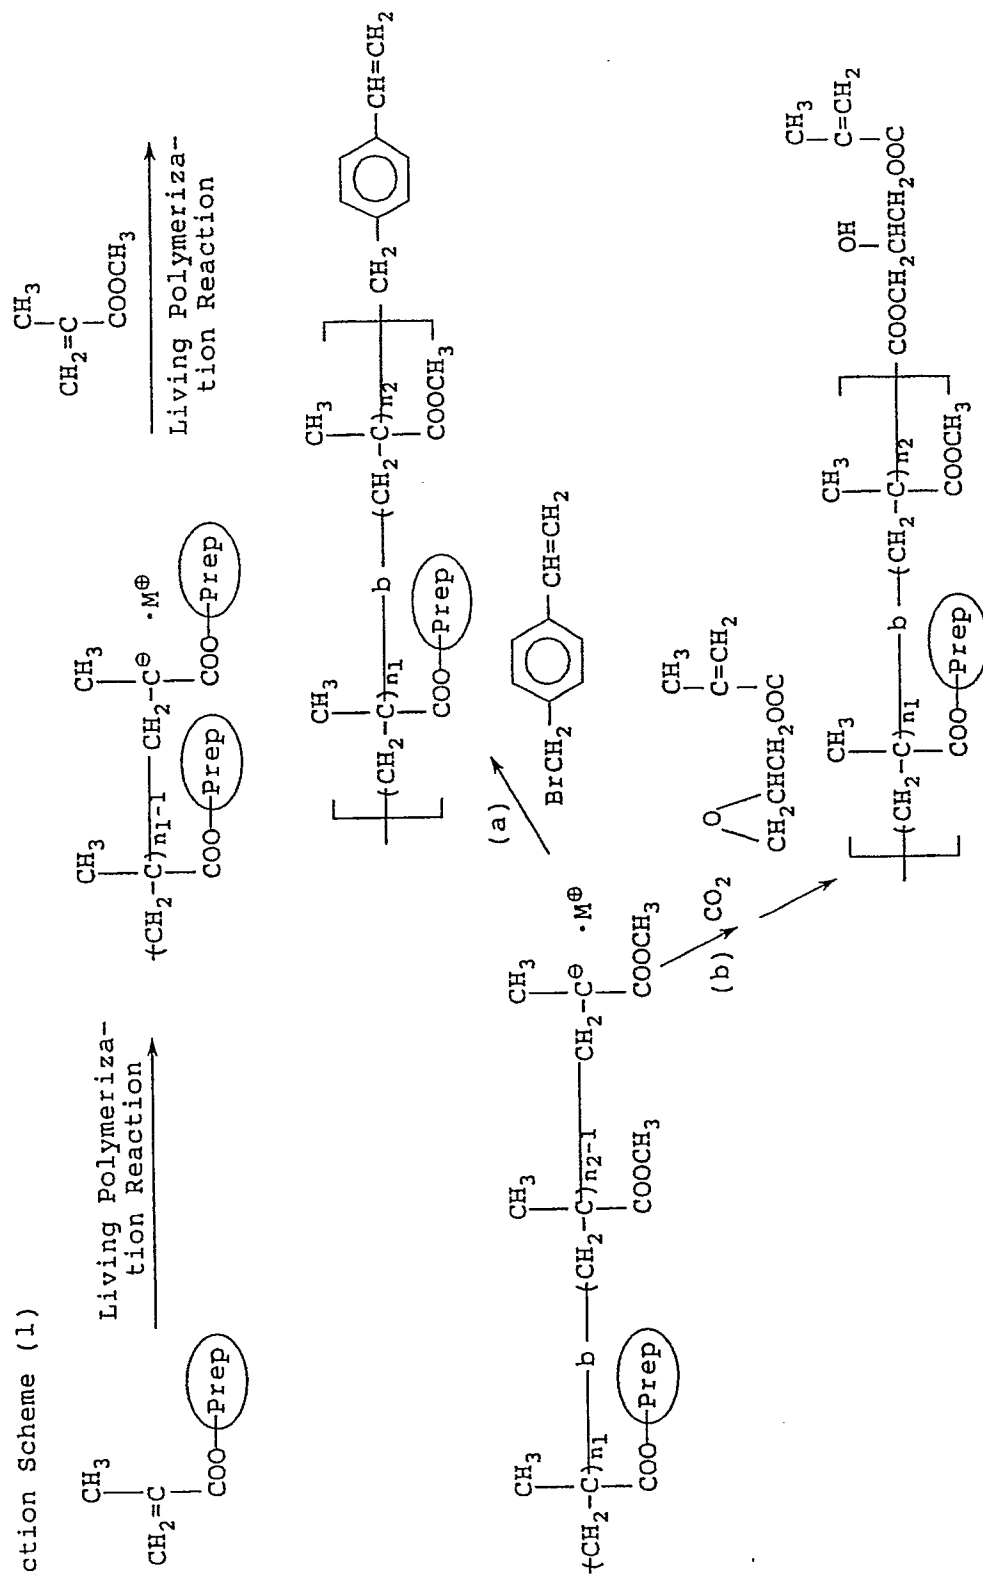 ction Scheme (1)
CH3
CH2=C
COO-Prep
Living Polymeriza-
tion Reaction
CH3
(CH2-C)n1-1
COO-Prep
CH3
CH2-C⊖ ·M⊕
COO-Prep
CH3
CH2=C
COOCH3
Living Polymeriza-
tion Reaction
CH3
(CH2-C)n1
COO-Prep
b
CH3
(CH2-C)n2-1
COOCH3
CH3
CH2-C⊖ ·M⊕
COOCH3
(a)
BrCH2
CH=CH2
CH3
(CH2-C)n1
COO-Prep
b
CH3
(CH2-C)n2
COOCH3
CH2
CH=CH2
(b)
CO2
O
CH2CHCH2OOC
CH3
C=CH2
CH3
(CH2-C)n1
COO-Prep
b
CH3
(CH2-C)n2
COOCH3
OH
COOCH2CHCH2OOC
CH3
C=CH2